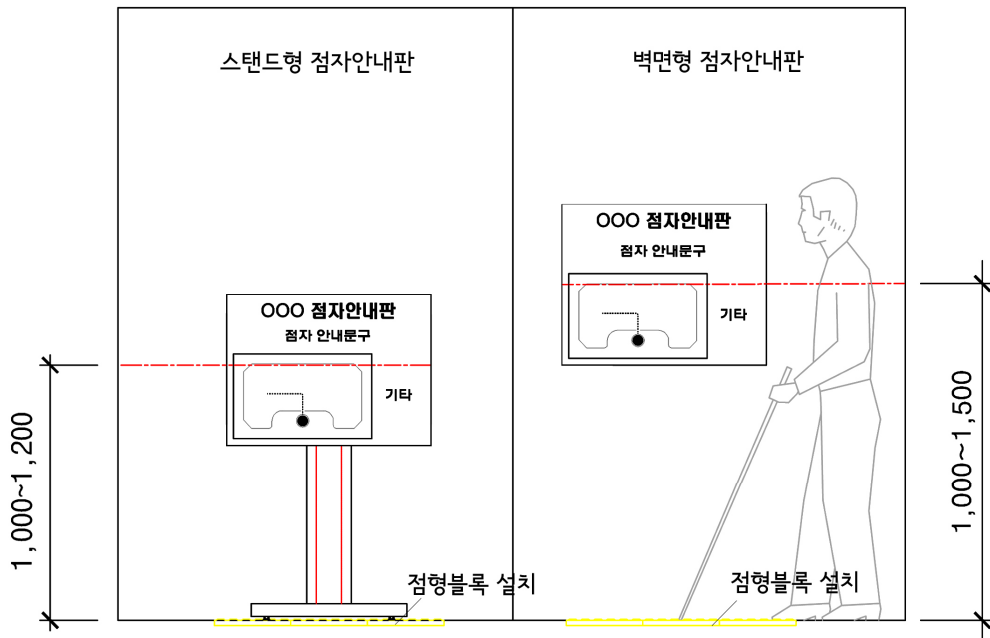 스탠드형 점자안내판
벽면형 점자안내판
OOO 점자안내판
점자 안내문구
기타
OOO 점자안내판
점자 안내문구
기타
1,000~1,200
1,000~1,500
점형블록 설치
점형블록 설치